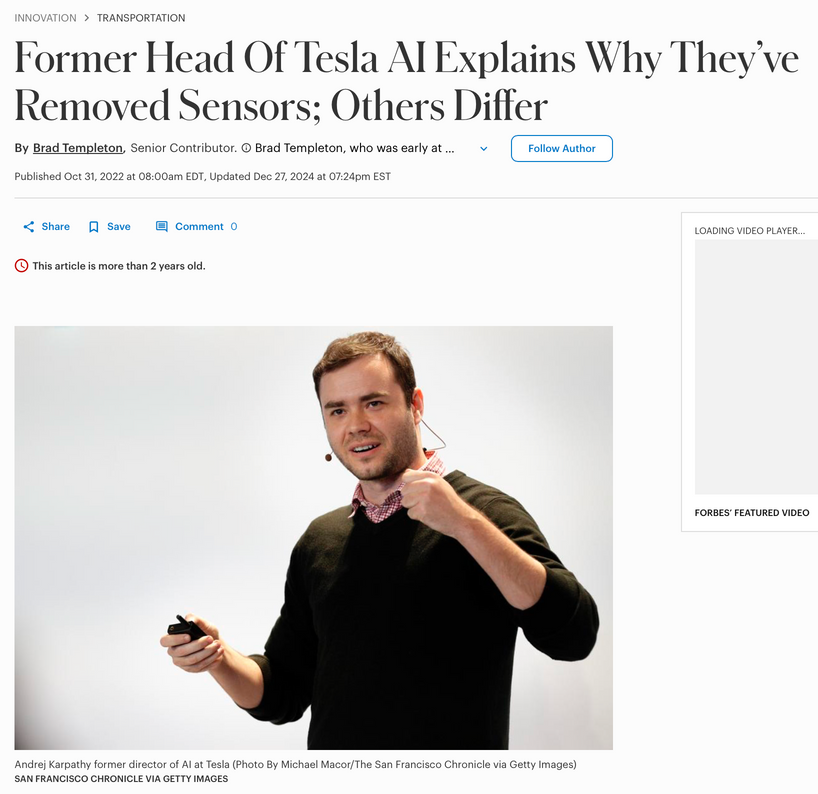 INNOVATION > TRANSPORTATION
Former Head Of Tesla AI Explains Why They’ve
Removed Sensors; Others Differ
By Brad Templeton, Senior Contributor. Brad Templeton, who was early at ...
Follow Author
Published Oct 31, 2022 at 08:00am EDT, Updated Dec 27, 2024 at 07:24pm EST
Share Save Comment 0
This article is more than 2 years old.
LOADING VIDEO PLAYER...
FORBES’ FEATURED VIDEO
Andrej Karpathy former director of AI at Tesla (Photo By Michael Macor/The San Francisco Chronicle via Getty Images)
SAN FRANCISCO CHRONICLE VIA GETTY IMAGES